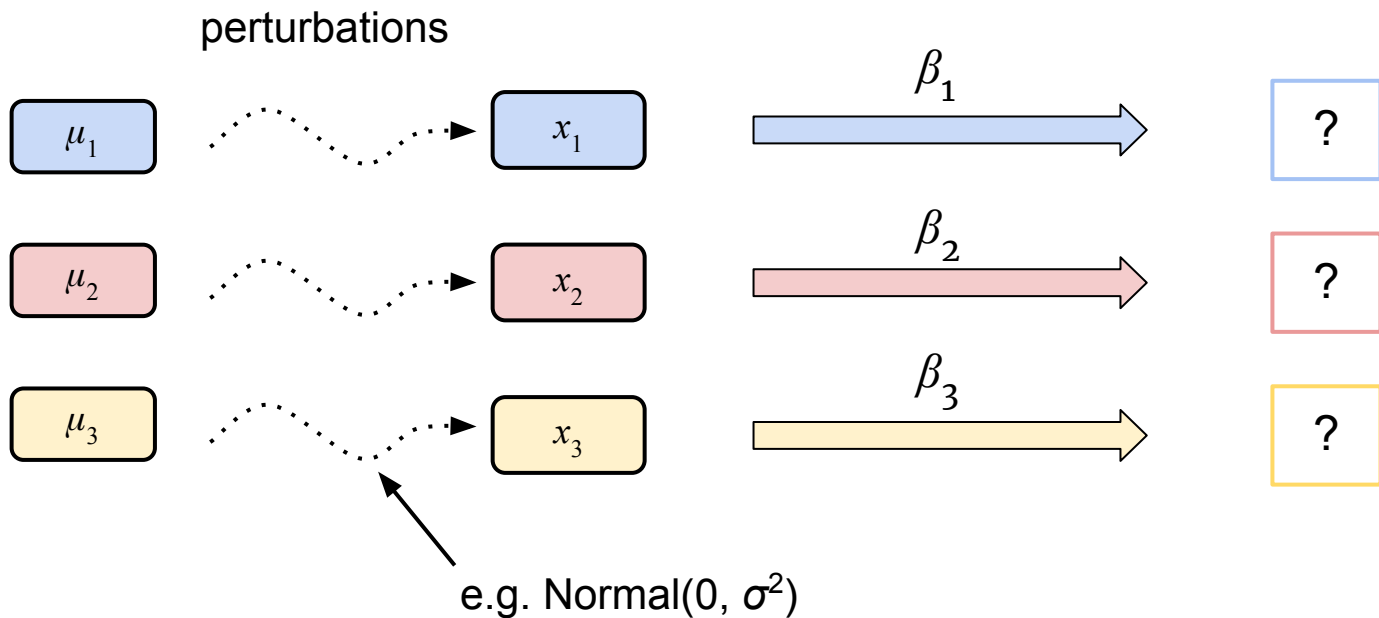 perturbations
μ₁ x₁ β₁ ?
μ₂ x₂ β₂ ?
μ₃ x₃ β₃ ?
e.g. Normal(0, σ²)